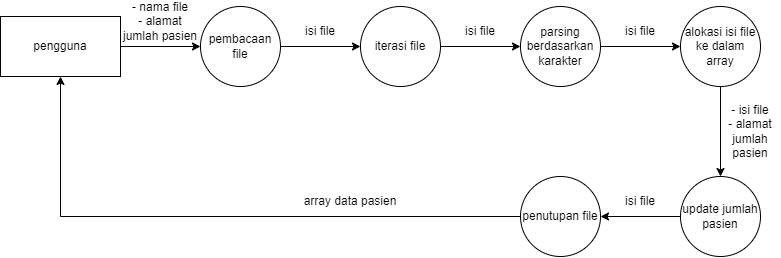 pengguna
- nama file
- alamat
jumlah pasien
pembacaan
file
isi file
iterasi file
isi file
parsing
berdasarkan
karakter
isi file
alokasi isi file
ke dalam
array
- isi file
- alamat
jumlah
pasien
update jumlah
pasien
isi file
penutupan file
array data pasien